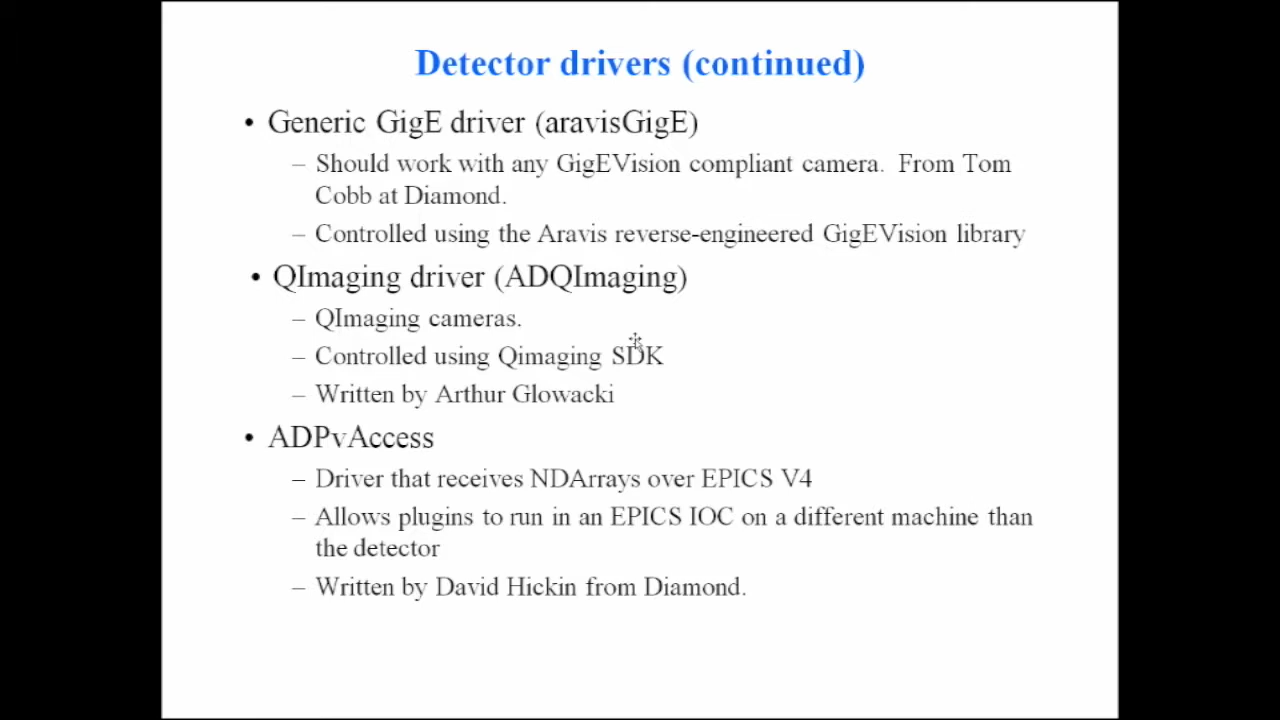 Detector drivers (continued)
• Generic GigE driver (aravisGigE)
– Should work with any GigEVision compliant camera.  From Tom
Cobb at Diamond.
– Controlled using the Aravis reverse-engineered GigEVision library
• QImaging driver (ADQImaging)
– QImaging cameras.
– Controlled using Qimaging SDK
– Written by Arthur Glowacki
• ADPvAccess
– Driver that receives NDArrays over EPICS V4
– Allows plugins to run in an EPICS IOC on a different machine than
the detector
– Written by David Hickin from Diamond.